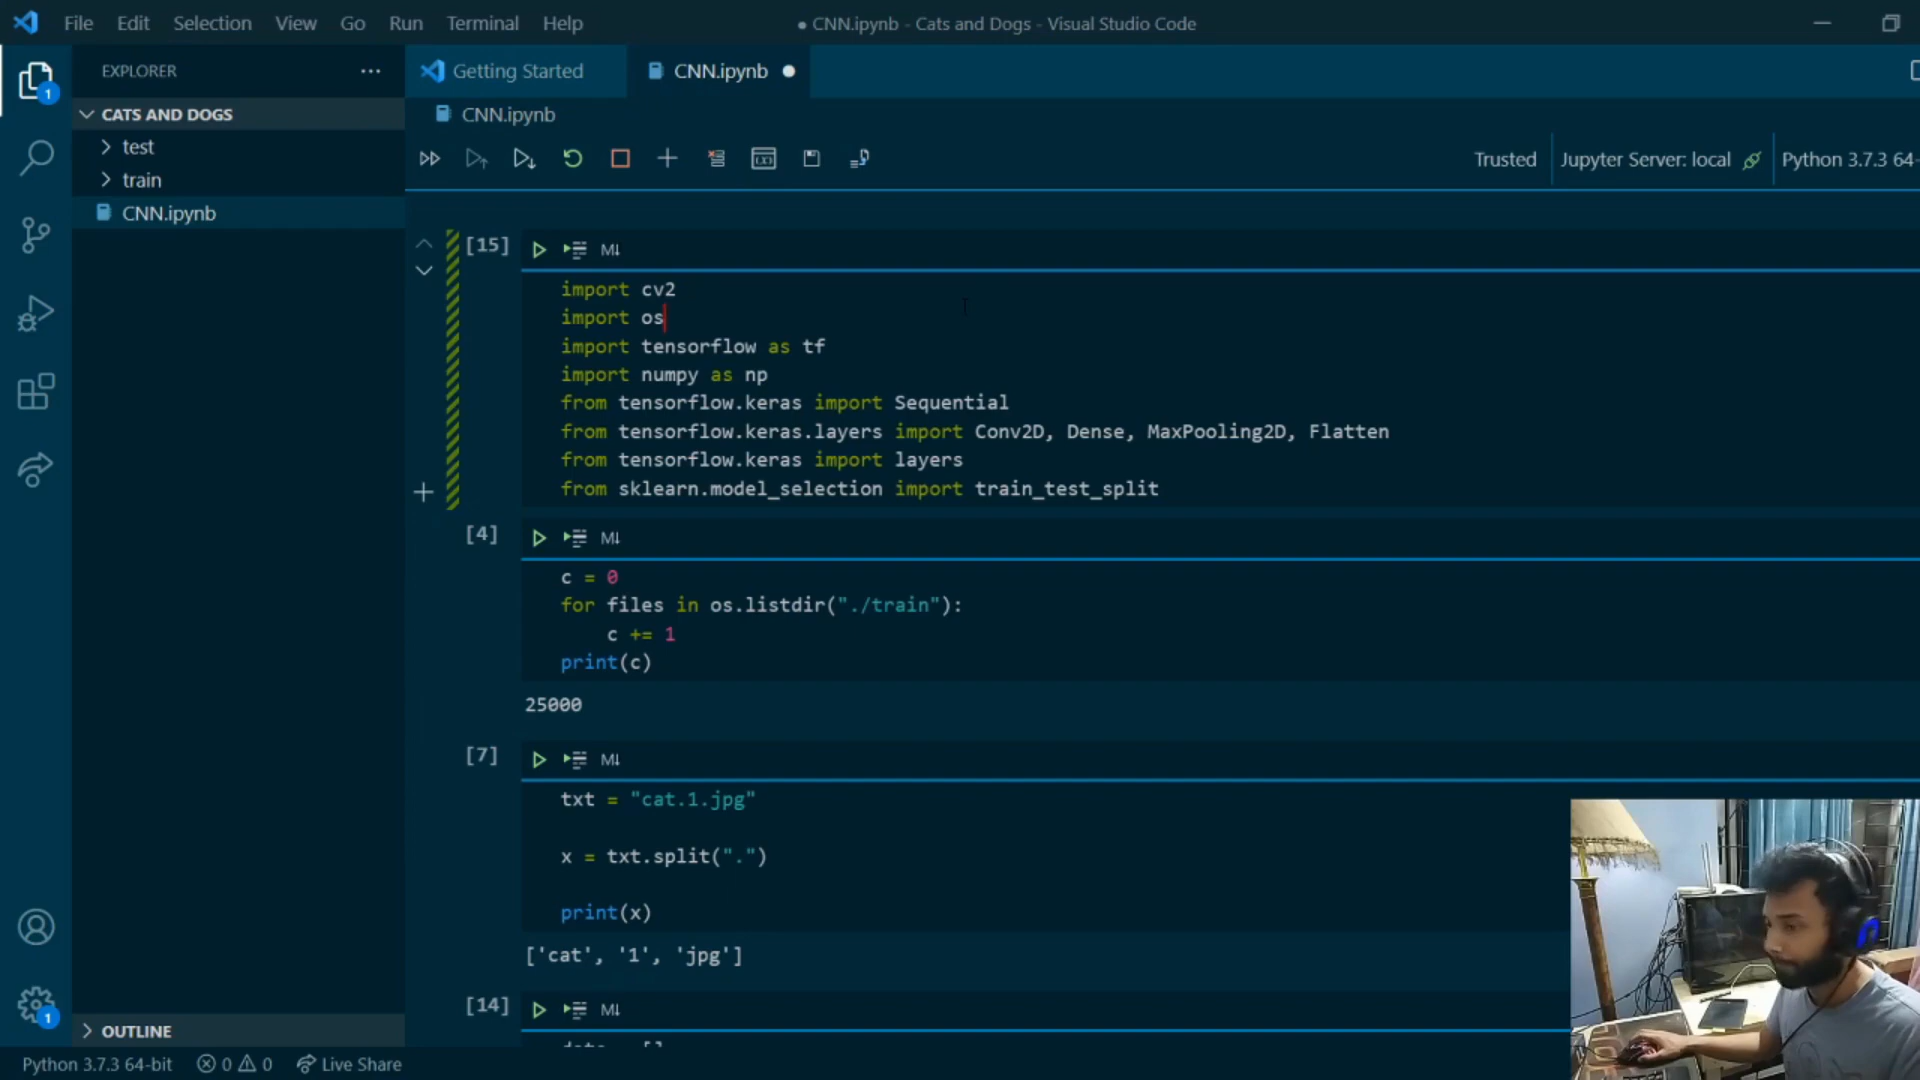 File Edit Selection View Go Run Terminal Help
● CNN.ipynb - Cats and Dogs - Visual Studio Code
EXPLORER
Getting Started
CNN.ipynb
1
CATS AND DOGS
CNN.ipynb
test
train
CNN.ipynb
Trusted
Jupyter Server: local
Python 3.7.3 64-
[15]
M↓
import cv2
import os
import tensorflow as tf
import numpy as np
from tensorflow.keras import Sequential
from tensorflow.keras.layers import Conv2D, Dense, MaxPooling2D, Flatten
from tensorflow.keras import layers
from sklearn.model_selection import train_test_split
[4]
M↓
c = 0
for files in os.listdir("./train"):
c += 1
print(c)
25000
[7]
M↓
txt = "cat.1.jpg"
x = txt.split(".")
print(x)
['cat', '1', 'jpg']
[14]
M↓
1
OUTLINE
Python 3.7.3 64-bit
0
0
Live Share